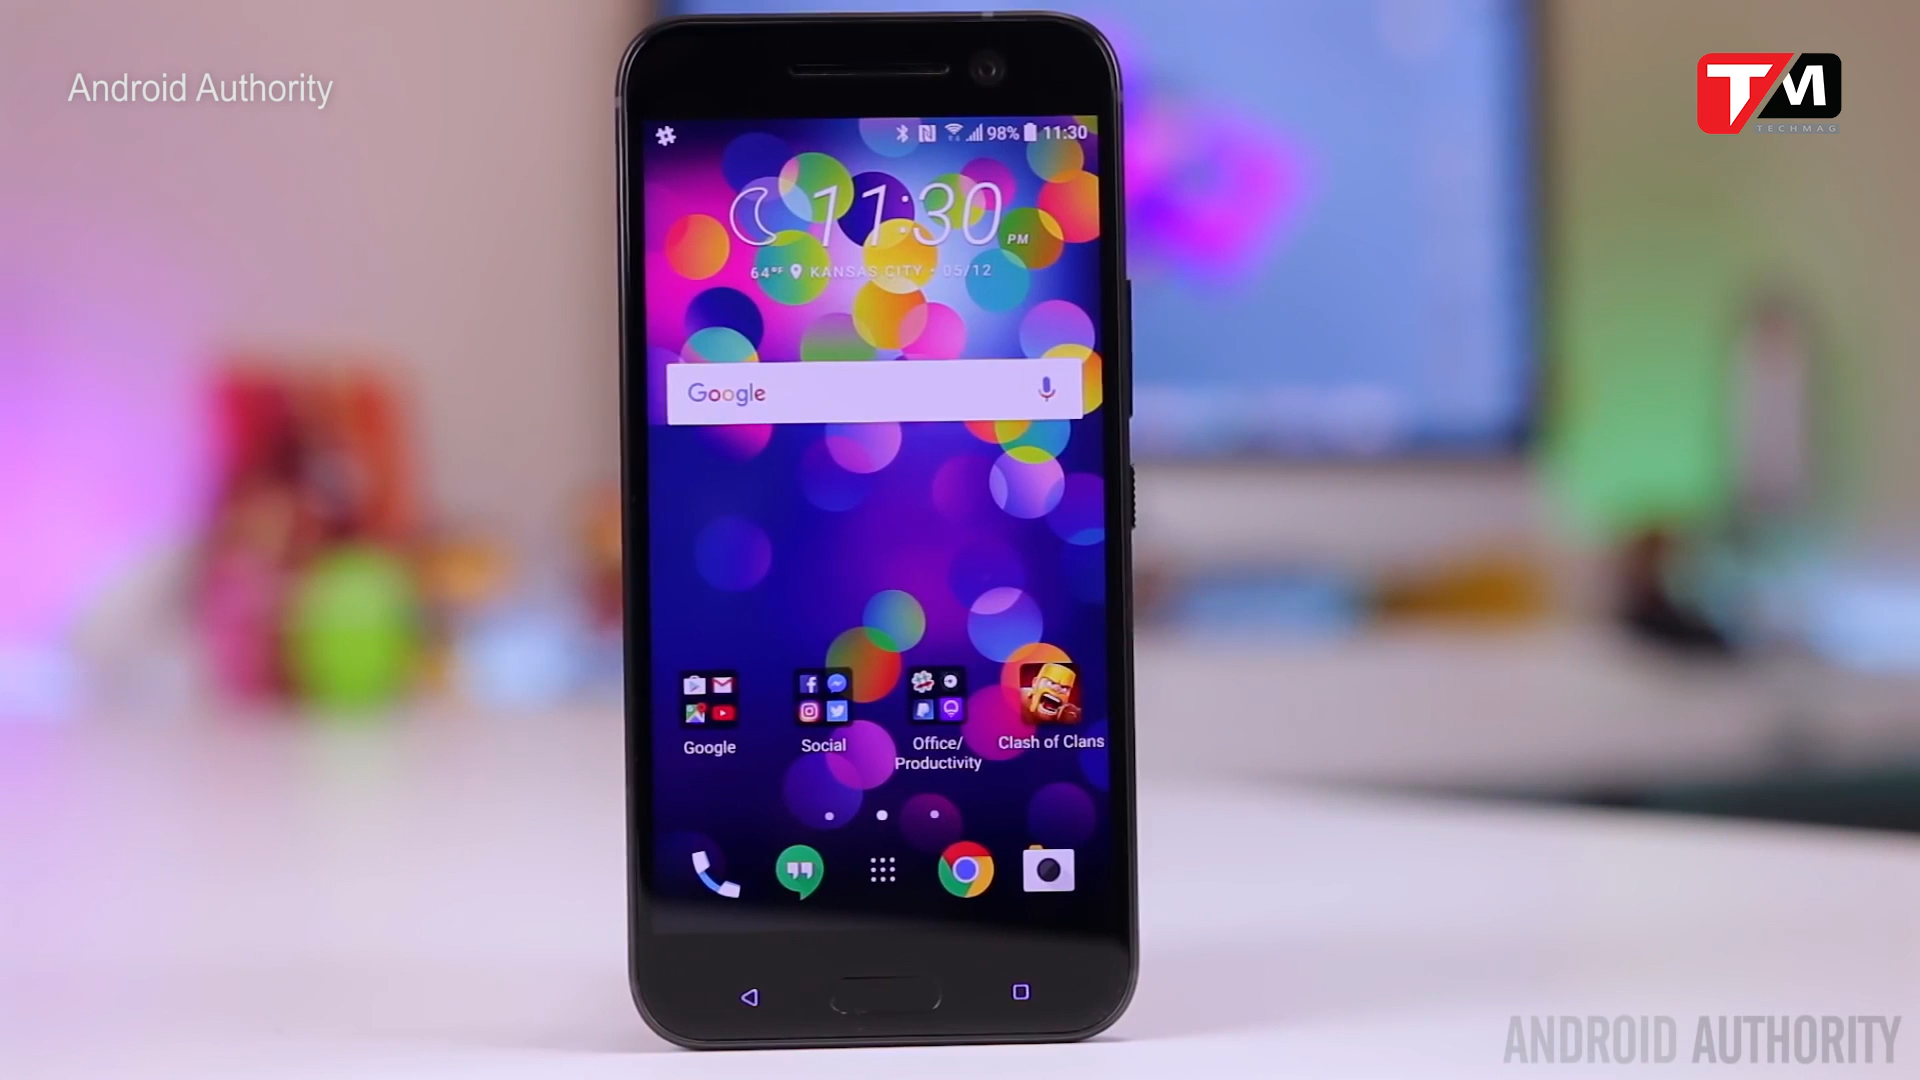 Android Authority
TM
TECHMAG
98% 11:30
11:30 PM
64°F KANSAS CITY - 05/12
Google
Google
Social
Office/
Productivity
Clash of Clans
ANDROID AUTHORITY